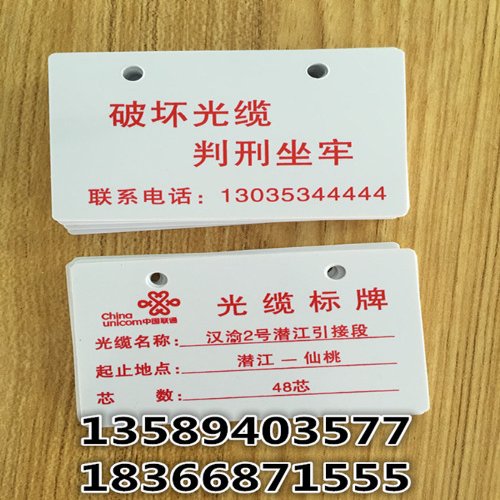 破坏光缆
判刑坐牢
联系电话：13035344444
China
unicom中国联通
光缆标牌
光缆名称：汉渝2号潜江引接段
起止地点：潜江—仙桃
芯 数：48芯
13589403577
18366871555